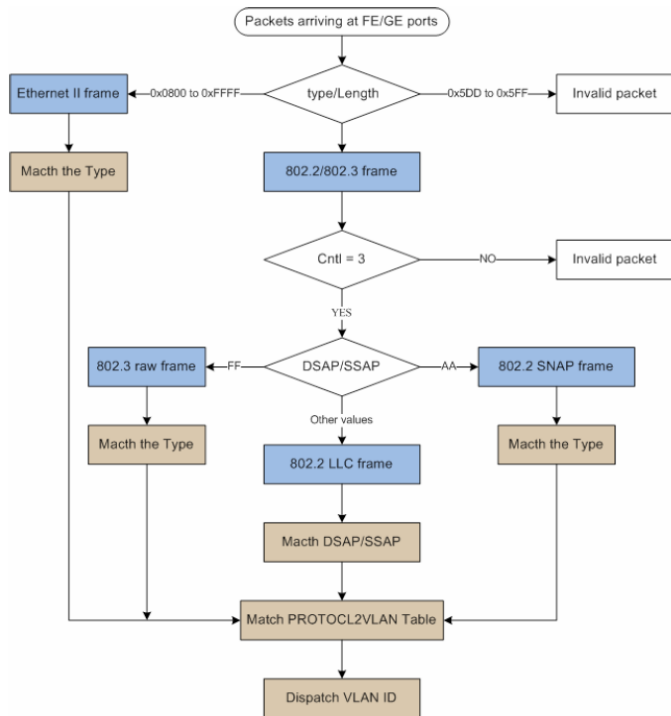 Packets arriving at FE/GE ports
Ethernet II frame
0x0800 to 0xFFFF
type/Length
0x5DD to 0x5FF
Invalid packet
Macth the Type
802.2/802.3 frame
Cntl = 3
NO
Invalid packet
YES
802.3 raw frame
FF
DSAP/SSAP
AA
802.2 SNAP frame
Macth the Type
Other values
Macth the Type
802.2 LLC frame
Macth DSAP/SSAP
Match PROTOCL2VLAN Table
Dispatch VLAN ID